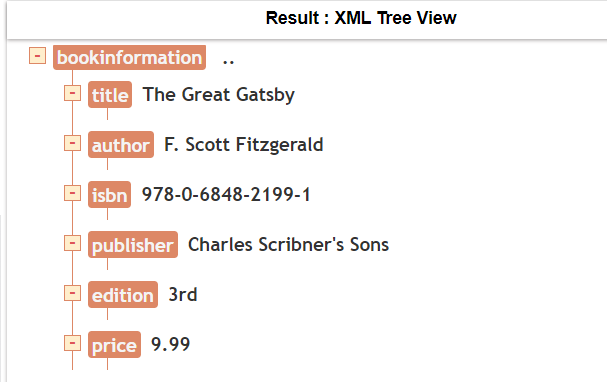 Result : XML Tree View
- bookinformation ..
- title The Great Gatsby
- author F. Scott Fitzgerald
- isbn 978-0-6848-2199-1
- publisher Charles Scribner's Sons
- edition 3rd
- price 9.99